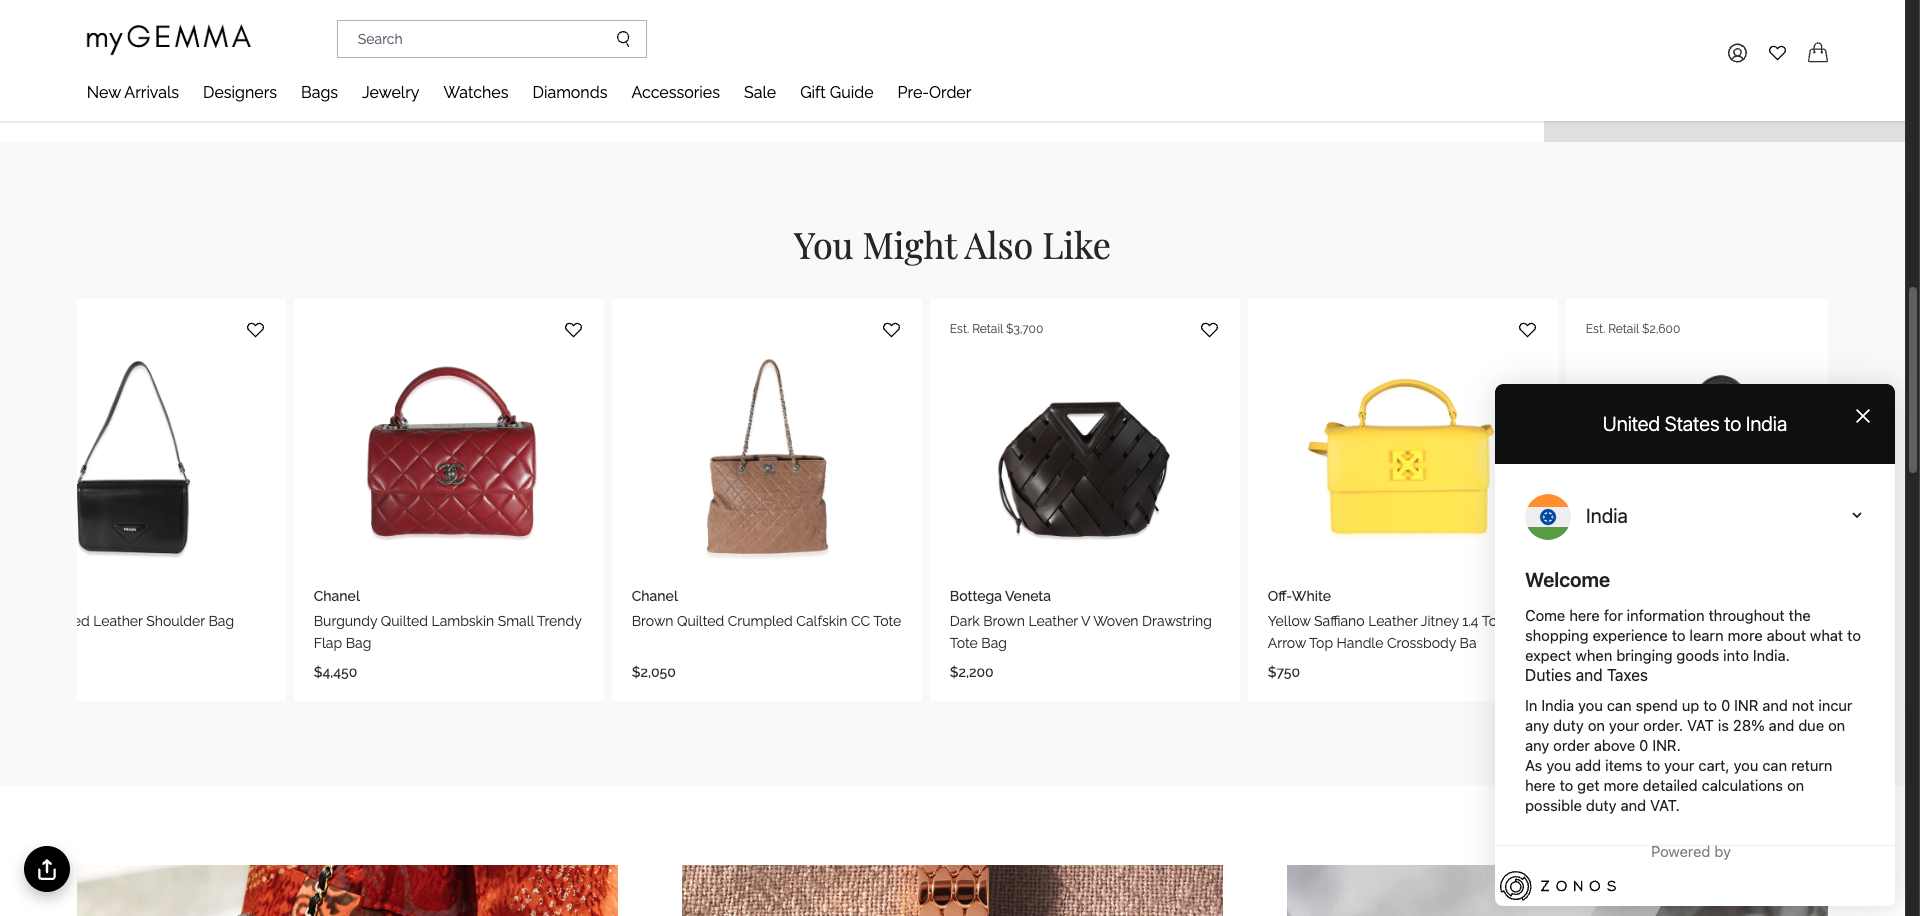 myGEMMA
Search
New Arrivals
Designers
Bags
Jewelry
Watches
Diamonds
Accessories
Sale
Gift Guide
Pre-Order
You Might Also Like
PRADA
ed Leather Shoulder Bag
Chanel
Burgundy Quilted Lambskin Small Trendy
Flap Bag
$4,450
Chanel
Brown Quilted Crumpled Calfskin CC Tote
$2,050
Est. Retail $3,700
Bottega Veneta
Dark Brown Leather V Woven Drawstring
Tote Bag
$2,200
Off-White
Yellow Saffiano Leather Jitney 1.4 To
Arrow Top Handle Crossbody Ba
$750
Est. Retail $2,600
United States to India
India
Welcome
Come here for information throughout the
shopping experience to learn more about what to
expect when bringing goods into India.
Duties and Taxes
In India you can spend up to 0 INR and not incur
any duty on your order. VAT is 28% and due on
any order above 0 INR.
As you add items to your cart, you can return
here to get more detailed calculations on
possible duty and VAT.
Powered by
ZONOS